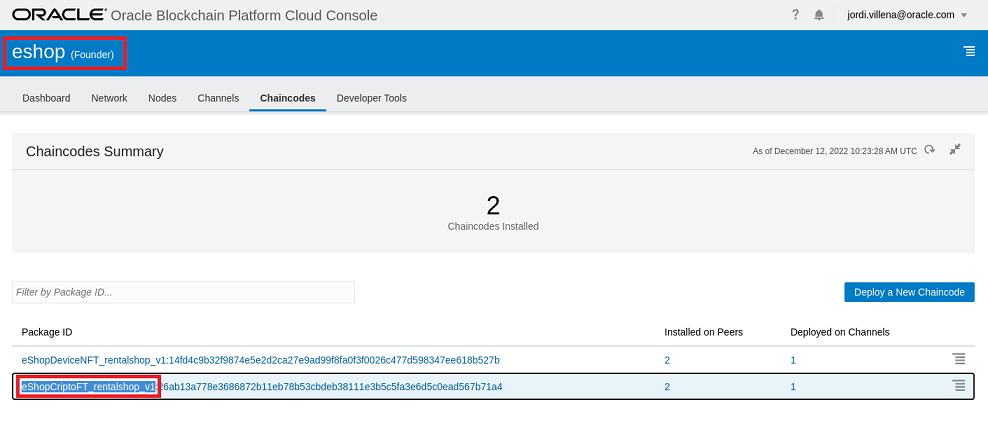 ORACLE® Oracle Blockchain Platform Cloud Console ? jordi.villena@oracle.com
eshop (Founder)
Dashboard Network Nodes Channels Chaincodes Developer Tools
Chaincodes Summary As of December 12, 2022 10:23:28 AM UTC
2
Chaincodes Installed
Filter by Package ID... Deploy a New Chaincode
Package ID Installed on Peers Deployed on Channels
eShopDeviceNFT_rentalshop_v1:14fd4c9b32f9874e5e2d2ca27e9ad99f8fa0f3f0026c477d598347ee618b527b 2 1
eShopCriptoFT_rentalshop_v1:26ab13a778e3686872b11eb78b53cbdeb38111e3b5c5fa3e6d5c0ead567b71a4 2 1